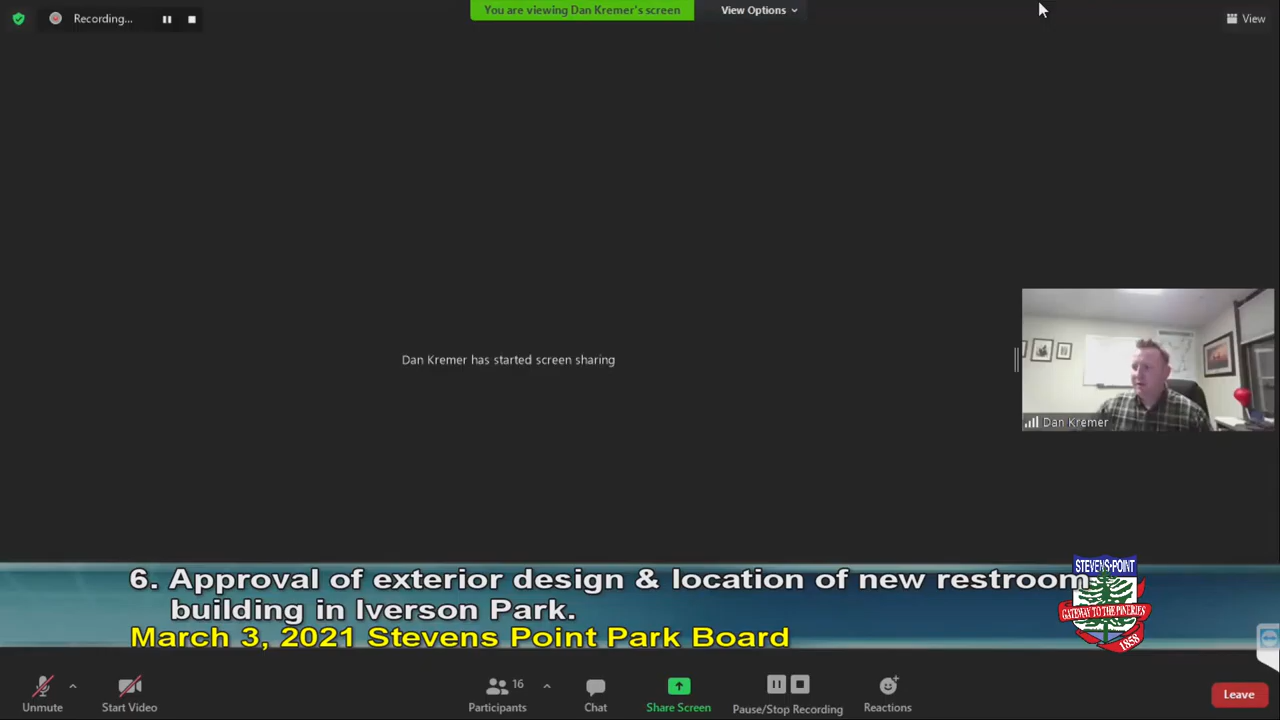 Recording...
You are viewing Dan Kremer's screen
View Options
View
Dan Kremer has started screen sharing
Dan Kremer
6. Approval of exterior design & location of new restroom
building in Iverson Park.
March 3, 2021 Stevens Point Park Board
STEVENS POINT
GATEWAY TO THE PINERIES
1858
Unmute
Start Video
Participants
16
Chat
Share Screen
Pause/Stop Recording
Reactions
Leave